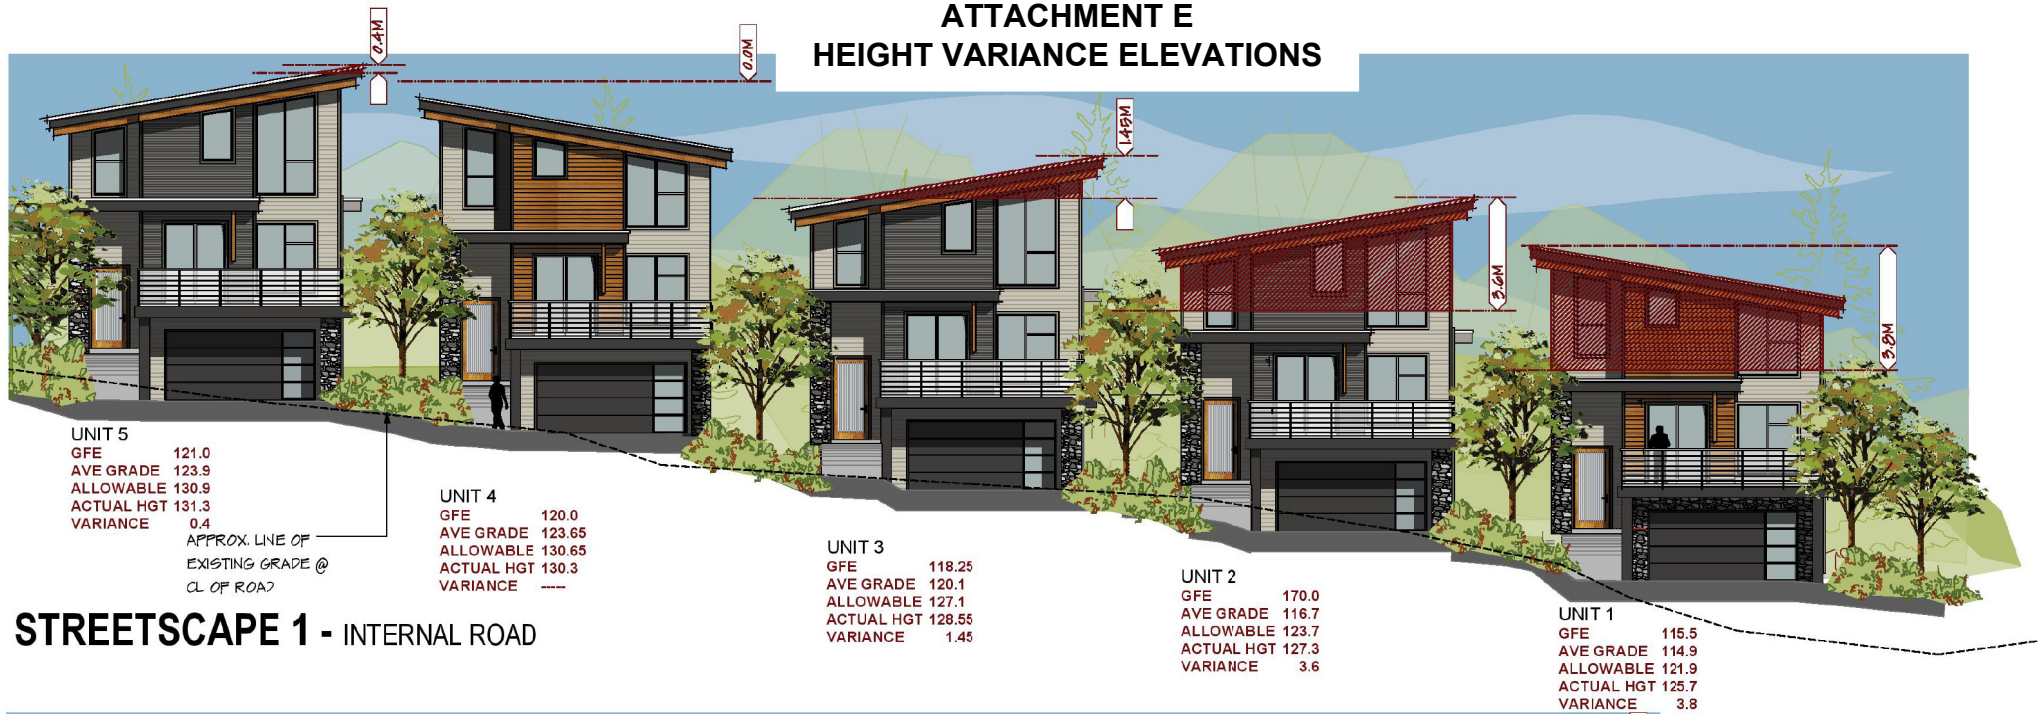 ATTACHMENT E
HEIGHT VARIANCE ELEVATIONS
0.4M
0.0M
1.45M
3.6M
3.8M
UNIT 5
GFE 121.0
AVE GRADE 123.9
ALLOWABLE 130.9
ACTUAL HGT 131.3
VARIANCE 0.4
APPROX. LINE OF
EXISTING GRADE @
CL OF ROAD
UNIT 4
GFE 120.0
AVE GRADE 123.65
ALLOWABLE 130.65
ACTUAL HGT 130.3
VARIANCE ----
UNIT 3
GFE 118.25
AVE GRADE 120.1
ALLOWABLE 127.1
ACTUAL HGT 128.55
VARIANCE 1.45
UNIT 2
GFE 170.0
AVE GRADE 116.7
ALLOWABLE 123.7
ACTUAL HGT 127.3
VARIANCE 3.6
UNIT 1
GFE 115.5
AVE GRADE 114.9
ALLOWABLE 121.9
ACTUAL HGT 125.7
VARIANCE 3.8
STREETSCAPE 1 - INTERNAL ROAD